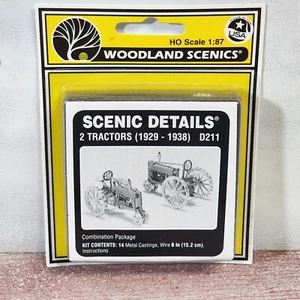 HO Scale 1:87
USA
WOODLAND SCENICS®
SCENIC DETAILS®
2 TRACTORS (1929 - 1938) D211
Combination Package
KIT CONTENTS: 14 Metal Castings, Wire 6 in (15.2 cm),
Instructions